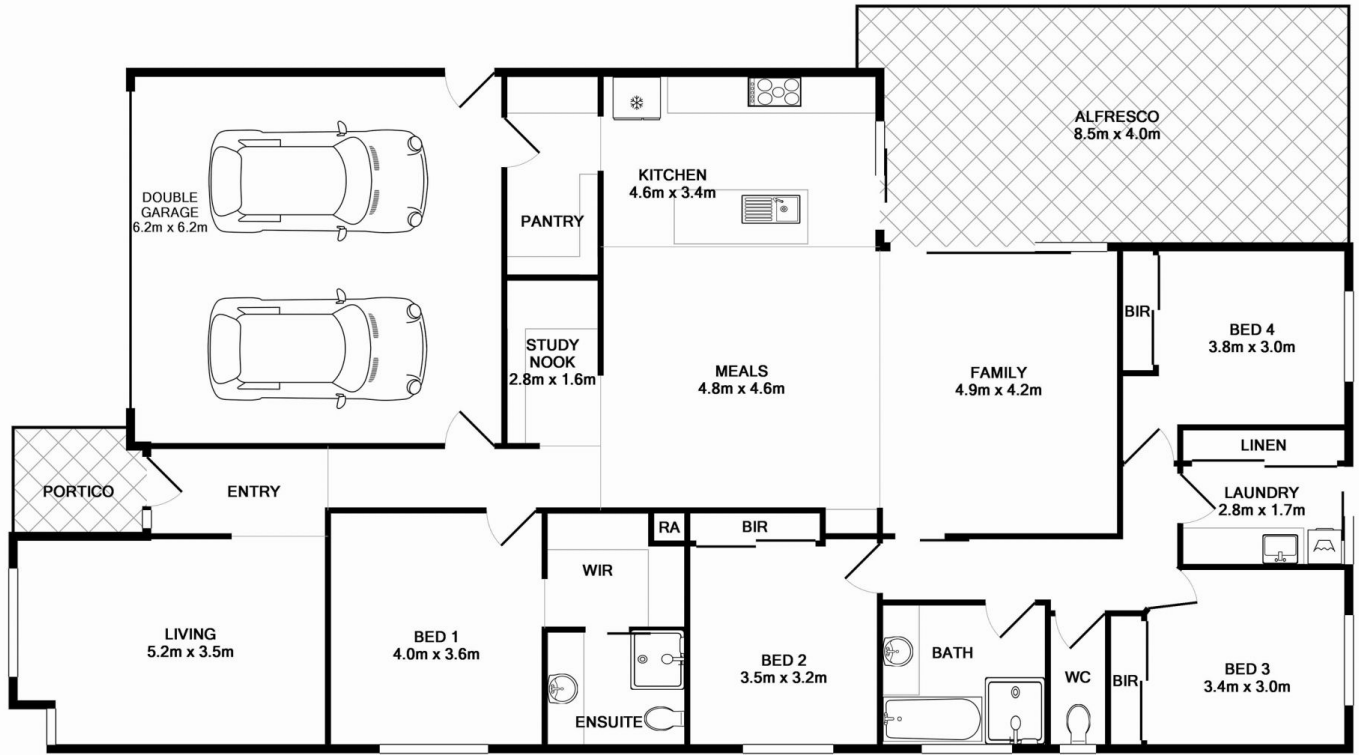 ALFRESCO
8.5m x 4.0m
KITCHEN
4.6m x 3.4m
DOUBLE
GARAGE
6.2m x 6.2m
PANTRY
BIR
BED 4
3.8m x 3.0m
STUDY
NOOK
2.8m x 1.6m
MEALS
4.8m x 4.6m
FAMILY
4.9m x 4.2m
LINEN
PORTICO
ENTRY
LAUNDRY
2.8m x 1.7m
RA
BIR
WIR
LIVING
5.2m x 3.5m
BED 1
4.0m x 3.6m
BED 2
3.5m x 3.2m
BATH
WC
BIR
BED 3
3.4m x 3.0m
ENSUITE